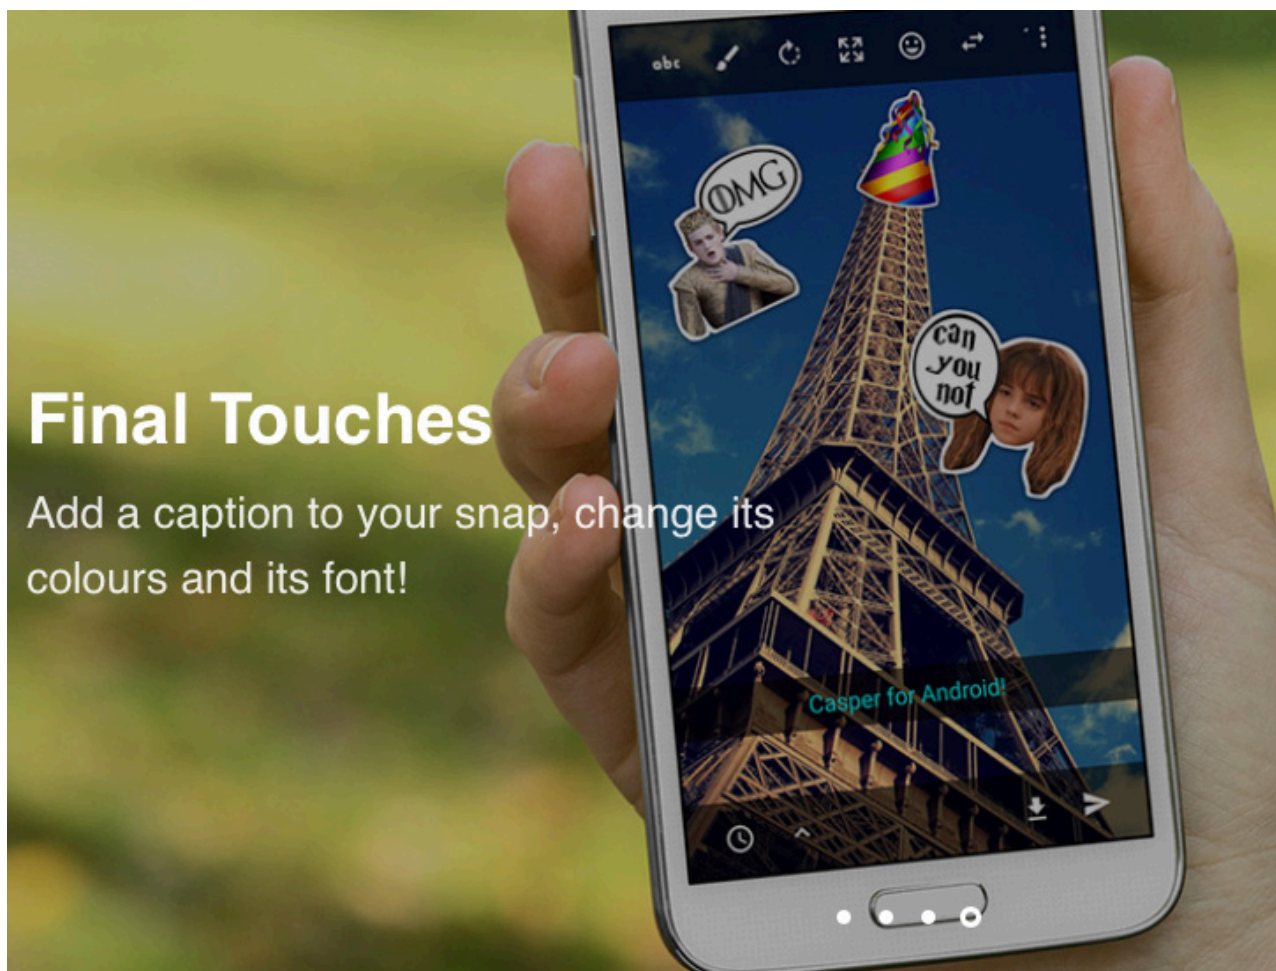 abc
OMG
can
you
not
Final Touches
Add a caption to your snap, change its
colours and its font!
Casper for Android!